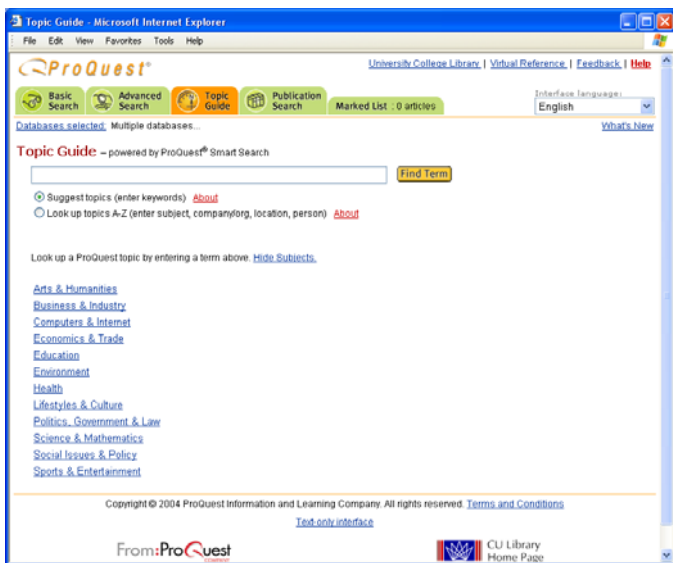 Topic Guide - Microsoft Internet Explorer
File Edit View Favorites Tools Help
ProQuest®
University College Library | Virtual Reference | Feedback | Help
Basic Search Advanced Search Topic Guide Publication Search Marked List : 0 articles
Interface language:
English
Databases selected: Multiple databases...
What's New
Topic Guide – powered by ProQuest® Smart Search
Find Term
Suggest topics (enter keywords) About
Look up topics A-Z (enter subject, company/org, location, person) About
Look up a ProQuest topic by entering a term above. Hide Subjects.
Arts & Humanities
Business & Industry
Computers & Internet
Economics & Trade
Education
Environment
Health
Lifestyles & Culture
Politics, Government & Law
Science & Mathematics
Social Issues & Policy
Sports & Entertainment
Copyright © 2004 ProQuest Information and Learning Company. All rights reserved. Terms and Conditions
Text-only interface
From:ProQuest
COMPANY
CU Library
Home Page